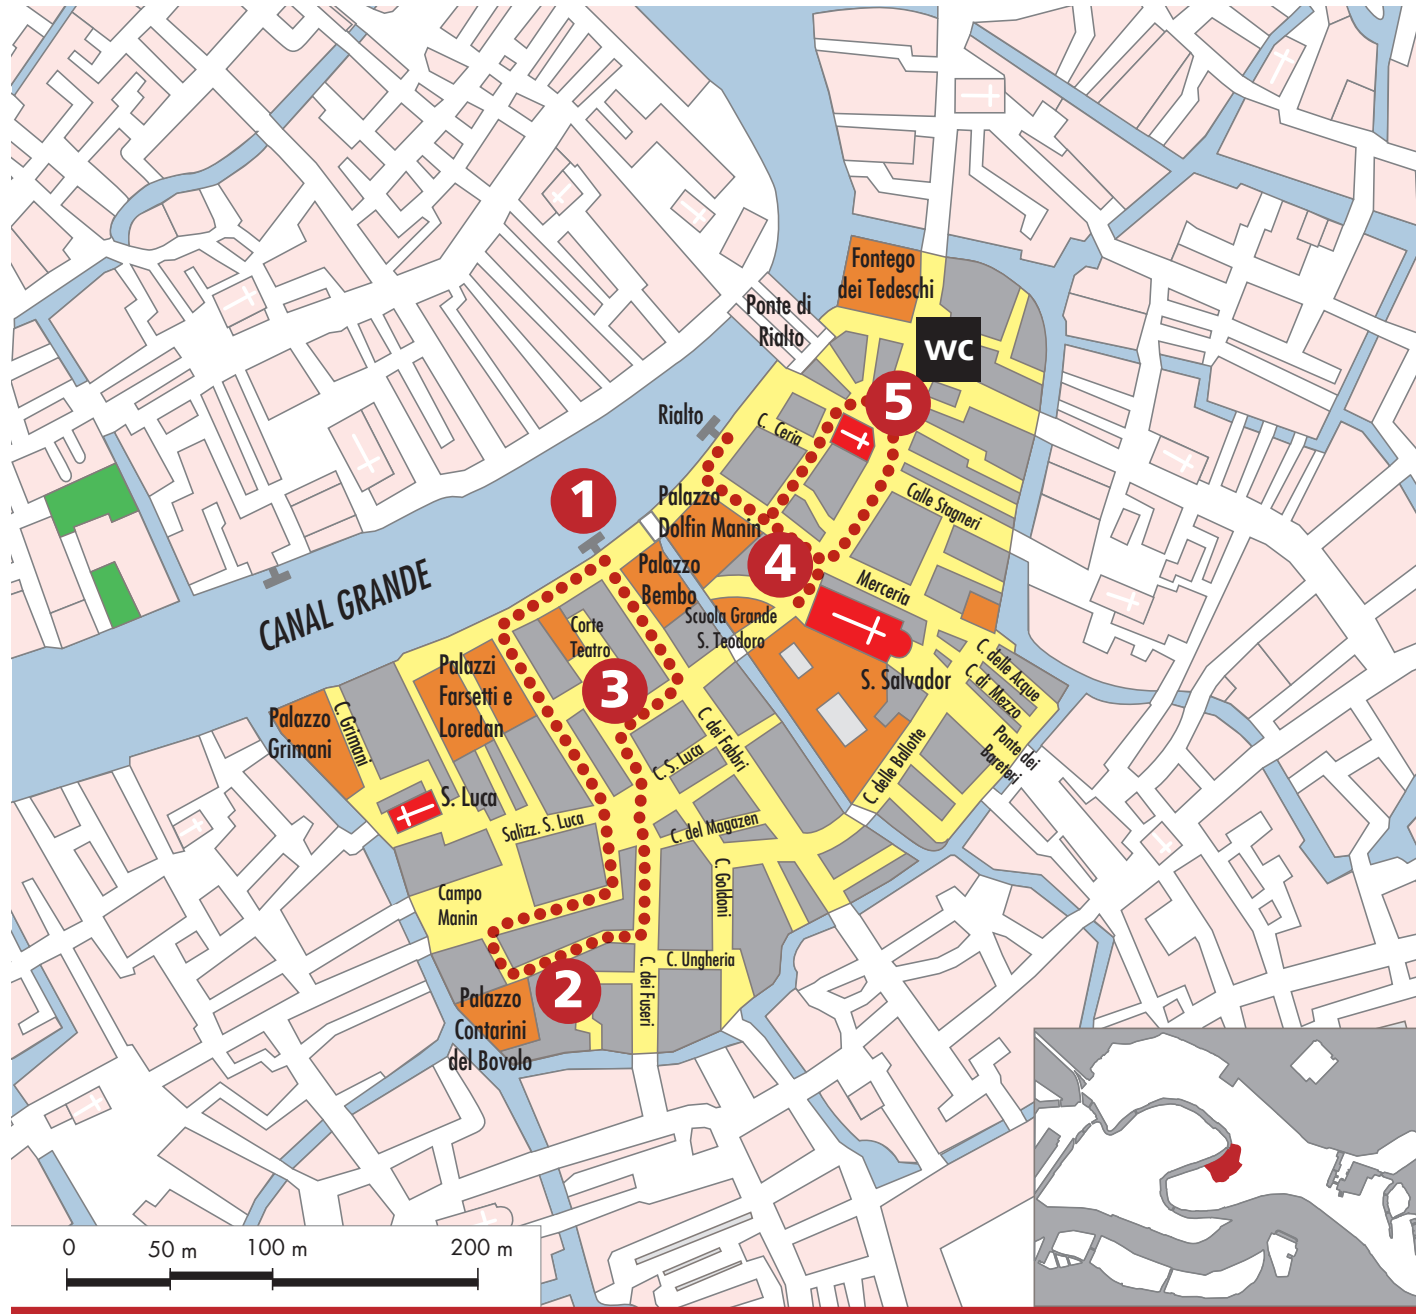 Fontego
dei Tedeschi
Ponte di
Rialto
WC
5
Rialto
C. Ceria
1
Palazzo
Dolfin Manin
Calle Stagneri
4
Palazzo
Bembo
Merceria
CANAL GRANDE
Scuola Grande
S. Teodoro
Corte
Teatro
3
Palazzi
Farsetti e
Loredan
S. Salvador
C. delle Acque
C. di Mezzo
Ponte dei
Bareteri
Palazzo
Grimani
C. Grimani
C. dei Fabbri
C. S. Luca
C. delle Ballotte
S. Luca
Salizz. S. Luca
C. del Magazen
C. Goldoni
Campo
Manin
C. Ungheria
C. dei Fuseri
2
Palazzo
Contarini
del Bovolo
0
50 m
100 m
200 m